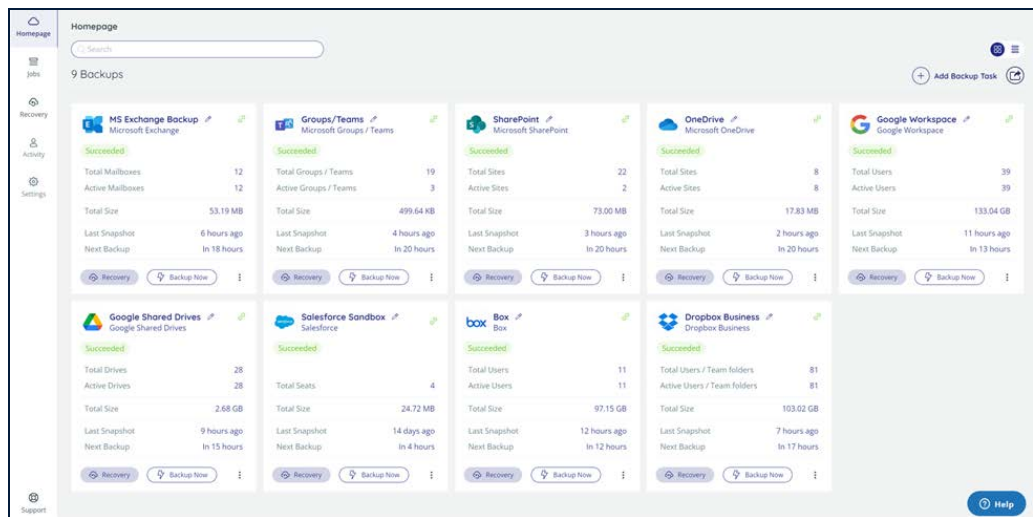 Homepage
Jobs
Recovery
Activity
Settings
Support
Homepage
Search
9 Backups
Add Backup Task
MS Exchange Backup
Microsoft Exchange
Succeeded
Total Mailboxes 12
Active Mailboxes 12
Total Size 53.19 MB
Last Snapshot 6 hours ago
Next Backup In 18 hours
Recovery Backup Now
Groups/Teams
Microsoft Groups / Teams
Succeeded
Total Groups / Teams 19
Active Groups / Teams 3
Total Size 499.64 KB
Last Snapshot 4 hours ago
Next Backup In 20 hours
Recovery Backup Now
SharePoint
Microsoft SharePoint
Succeeded
Total Sites 22
Active Sites 2
Total Size 73.00 MB
Last Snapshot 3 hours ago
Next Backup In 20 hours
Recovery Backup Now
OneDrive
Microsoft OneDrive
Succeeded
Total Sites 8
Active Sites 8
Total Size 17.83 MB
Last Snapshot 2 hours ago
Next Backup In 20 hours
Recovery Backup Now
Google Workspace
Google Workspace
Succeeded
Total Users 39
Active Users 39
Total Size 133.04 GB
Last Snapshot 11 hours ago
Next Backup In 13 hours
Recovery Backup Now
Google Shared Drives
Google Shared Drives
Succeeded
Total Drives 28
Active Drives 28
Total Size 2.68 GB
Last Snapshot 9 hours ago
Next Backup In 15 hours
Recovery Backup Now
Salesforce Sandbox
Salesforce
Succeeded
Total Seats 4
Total Size 24.72 MB
Last Snapshot 14 days ago
Next Backup In 4 hours
Recovery Backup Now
box
Box
Box
Succeeded
Total Users 11
Active Users 11
Total Size 97.15 GB
Last Snapshot 12 hours ago
Next Backup In 12 hours
Recovery Backup Now
Dropbox Business
Dropbox Business
Succeeded
Total Users / Team folders 81
Active Users / Team folders 81
Total Size 103.02 GB
Last Snapshot 7 hours ago
Next Backup In 17 hours
Recovery Backup Now
Help